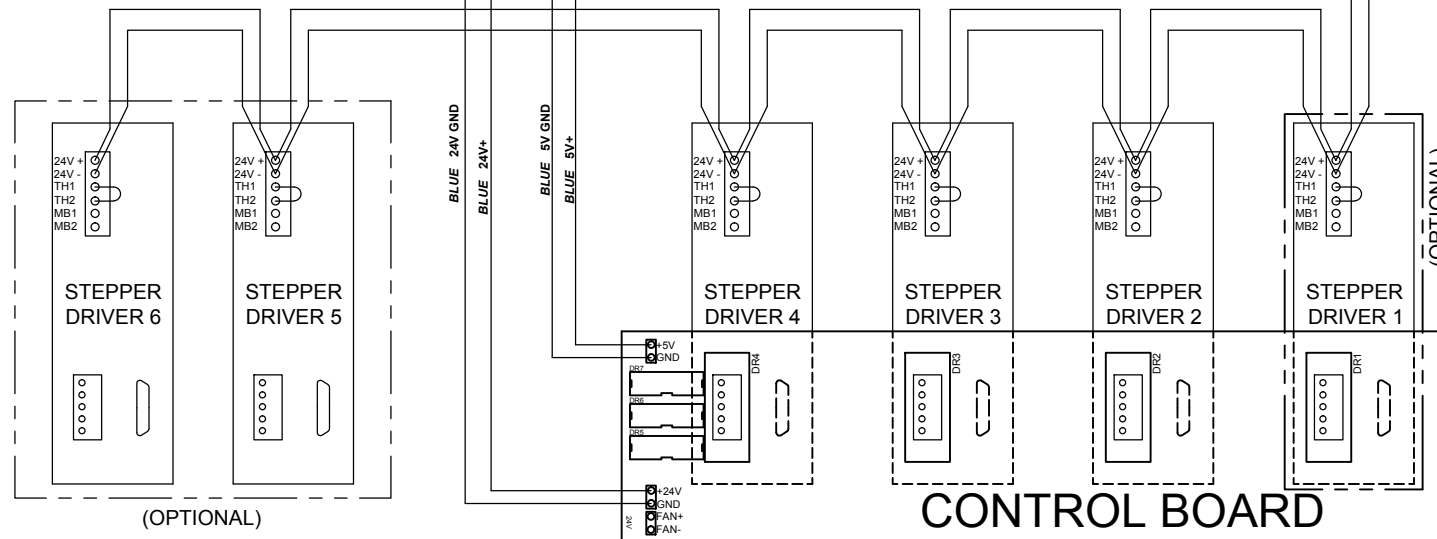 BLUE 24V GND
BLUE 24V+
BLUE 5V GND
BLUE 5V+
24V +
24V -
TH1
TH2
MB1
MB2
STEPPER
DRIVER 6
24V +
24V -
TH1
TH2
MB1
MB2
STEPPER
DRIVER 5
(OPTIONAL)
24V +
24V -
TH1
TH2
MB1
MB2
STEPPER
DRIVER 4
24V +
24V -
TH1
TH2
MB1
MB2
STEPPER
DRIVER 3
24V +
24V -
TH1
TH2
MB1
MB2
STEPPER
DRIVER 2
24V +
24V -
TH1
TH2
MB1
MB2
STEPPER
DRIVER 1
(OPTIONAL)
+5V
GND
DR7
DR6
DR5
DR4
DR3
DR2
DR1
+24V
GND
FAN+
FAN-
24V
CONTROL BOARD